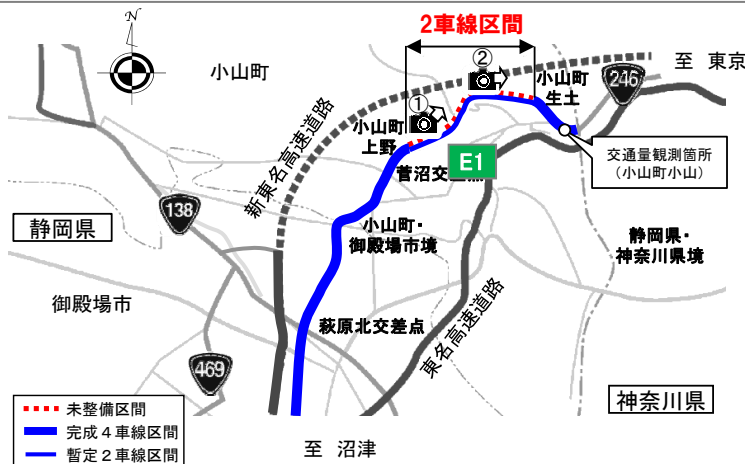 N
2車線区間
至 東京
小山町
②
小山町
生土
246
①
小山町
上野
新東名高速道路
交通量観測箇所
(小山町小山)
E1
菅沼交差点
138
静岡県
小山町・
御殿場市境
静岡県・
神奈川県境
御殿場市
萩原北交差点
東名高速道路
469
神奈川県
未整備区間
完成4車線区間
暫定2車線区間
至 沼津